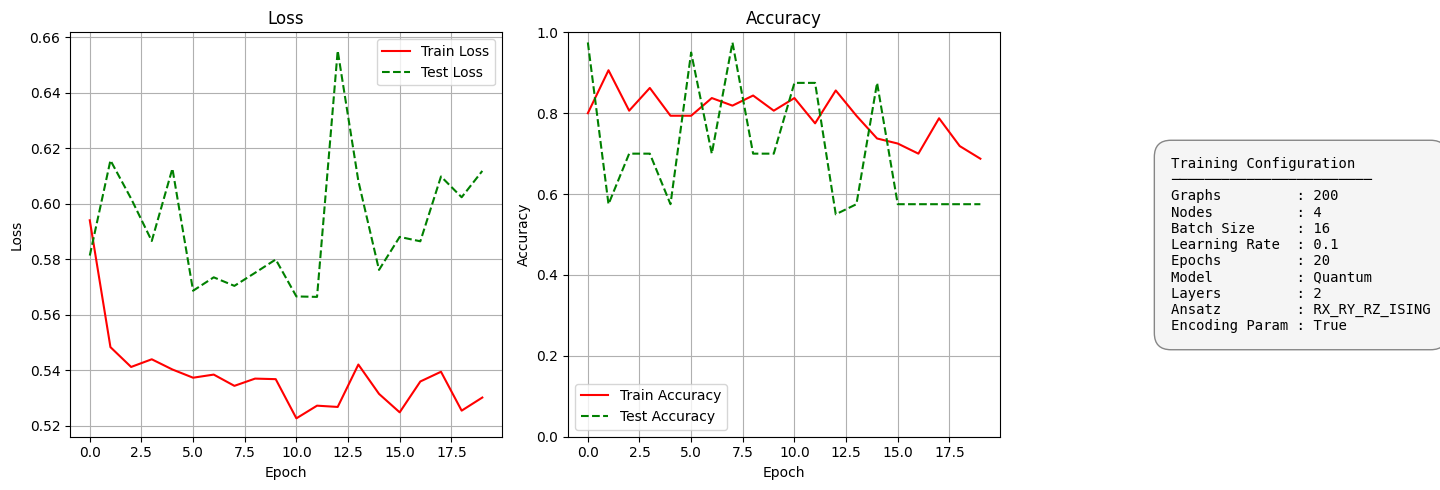 Loss
0.66
0.64
0.62
0.60
0.58
0.56
0.54
0.52
Loss
Train Loss
Test Loss
0.0 2.5 5.0 7.5 10.0 12.5 15.0 17.5
Epoch
Accuracy
1.0
0.8
0.6
0.4
0.2
0.0
Accuracy
Train Accuracy
Test Accuracy
0.0 2.5 5.0 7.5 10.0 12.5 15.0 17.5
Epoch
Training Configuration
Graphs : 200
Nodes : 4
Batch Size : 16
Learning Rate : 0.1
Epochs : 20
Model : Quantum
Layers : 2
Ansatz : RX_RY_RZ_ISING
Encoding Param : True